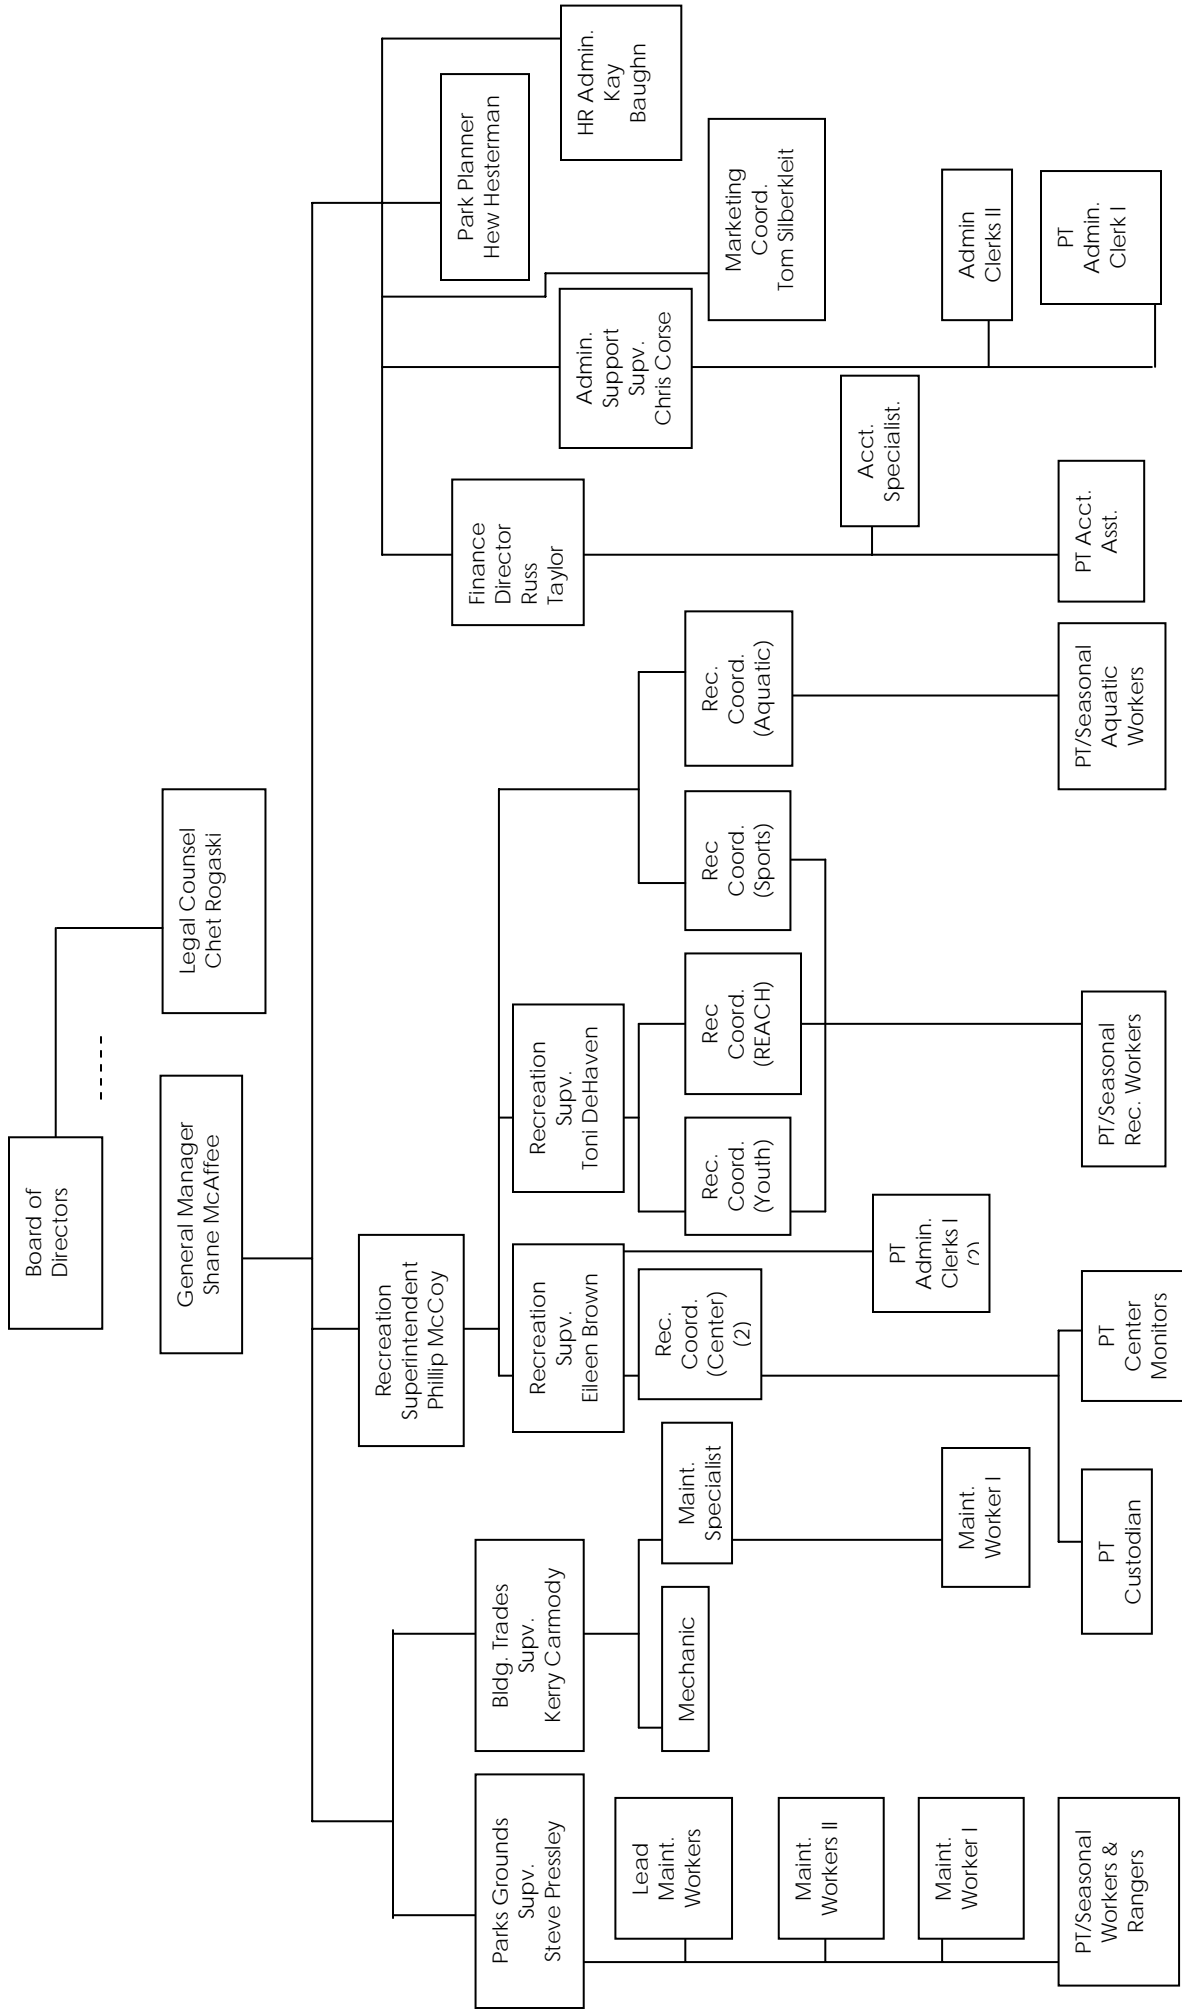 Board of
Directors
Legal Counsel
Chet Rogaski
-----
General Manager
Shane McAffee
Recreation
Superintendent
Phillip McCoy
Park Planner
Hew Hesterman
HR Admin.
Kay
Baughn
Finance
Director
Russ
Taylor
Admin.
Support
Supv.
Chris Corse
Marketing
Coord.
Tom Silberkleit
Parks Grounds
Supv.
Steve Pressley
Bldg. Trades
Supv.
Kerry Carmody
Recreation
Supv.
Eileen Brown
Recreation
Supv.
Toni DeHaven
Lead
Maint.
Workers
Mechanic
Maint.
Specialist
Rec.
Coord.
(Center)
(2)
Rec.
Coord.
(Youth)
Rec
Coord.
(REACH)
Rec
Coord.
(Sports)
Rec.
Coord.
(Aquatic)
Maint.
Workers II
PT
Admin.
Clerks I
(2)
Acct.
Specialist.
Maint.
Worker I
Maint.
Worker I
Admin
Clerks II
PT/Seasonal
Workers &
Rangers
PT
Custodian
PT
Center
Monitors
PT/Seasonal
Rec. Workers
PT/Seasonal
Aquatic
Workers
PT Acct.
Asst.
PT
Admin.
Clerk I